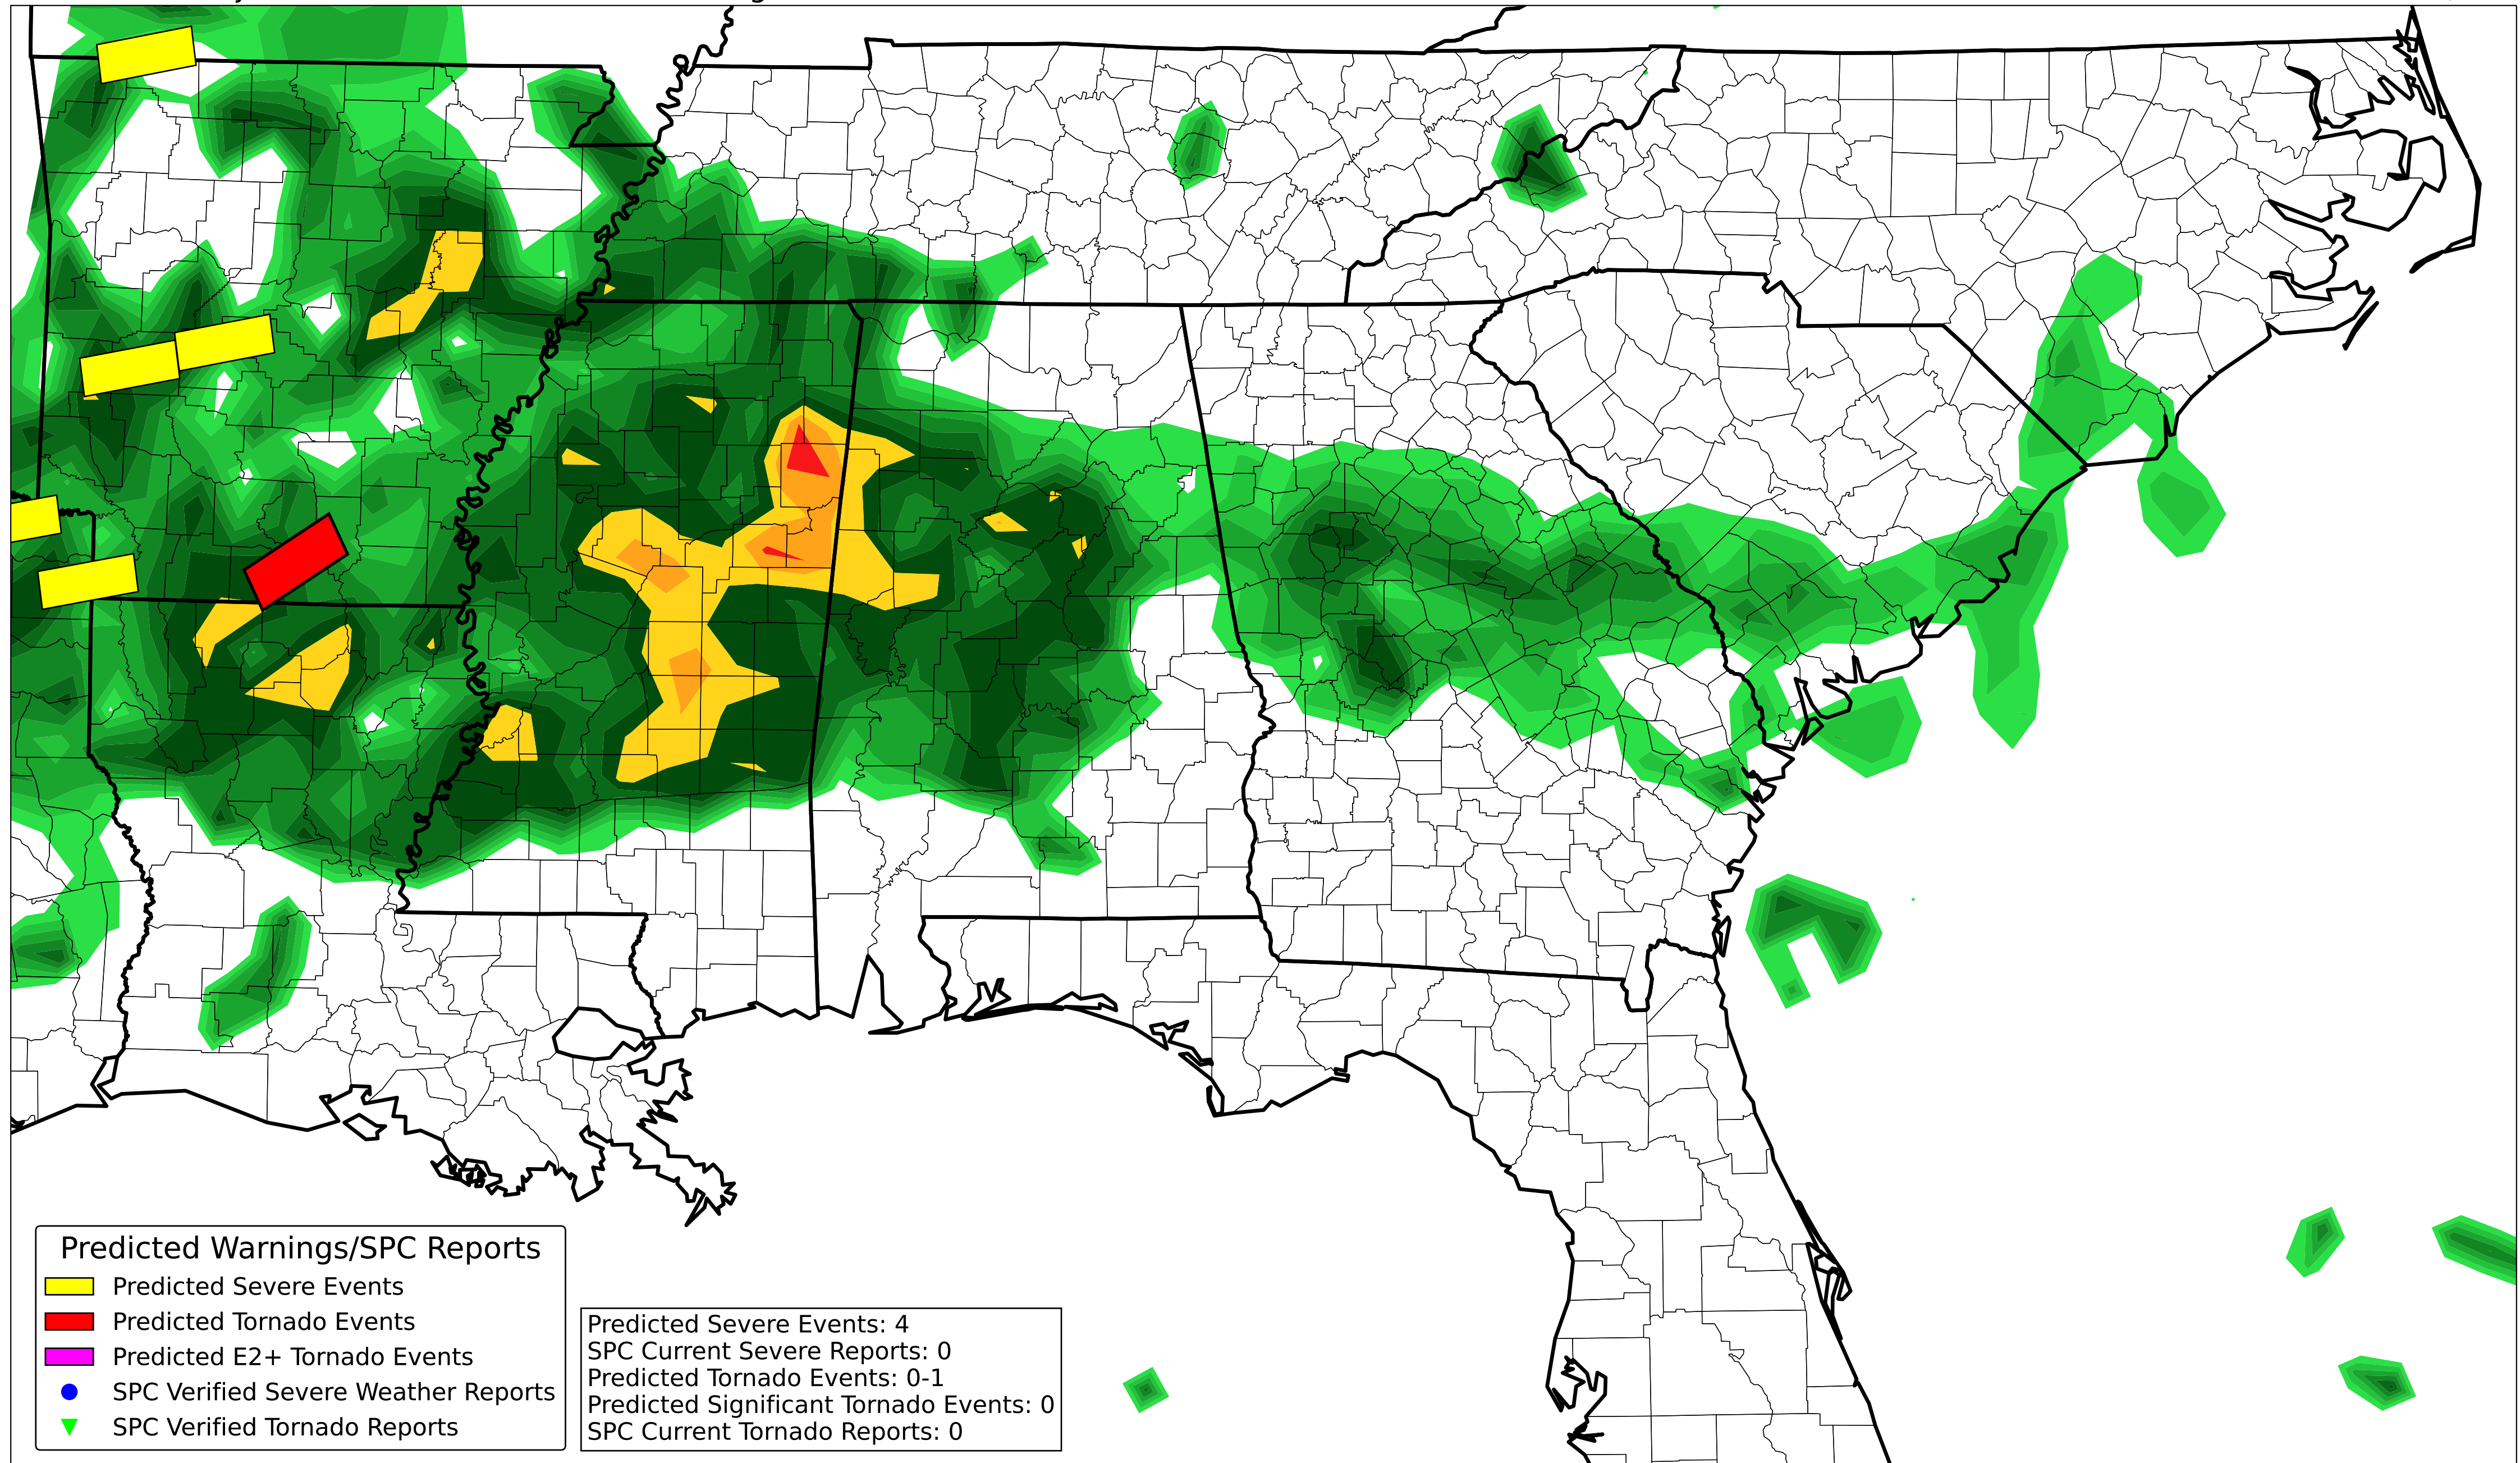 Predicted Warnings/SPC Reports
Predicted Severe Events
Predicted Tornado Events
Predicted E2+ Tornado Events
SPC Verified Severe Weather Reports
SPC Verified Tornado Reports
Predicted Severe Events: 4
SPC Current Severe Reports: 0
Predicted Tornado Events: 0-1
Predicted Significant Tornado Events: 0
SPC Current Tornado Reports: 0